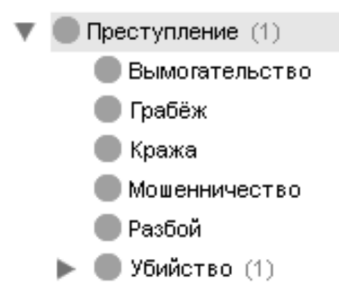 Преступление (1)
Вымогательство
Грабёж
Кража
Мошенничество
Разбой
Убийство (1)